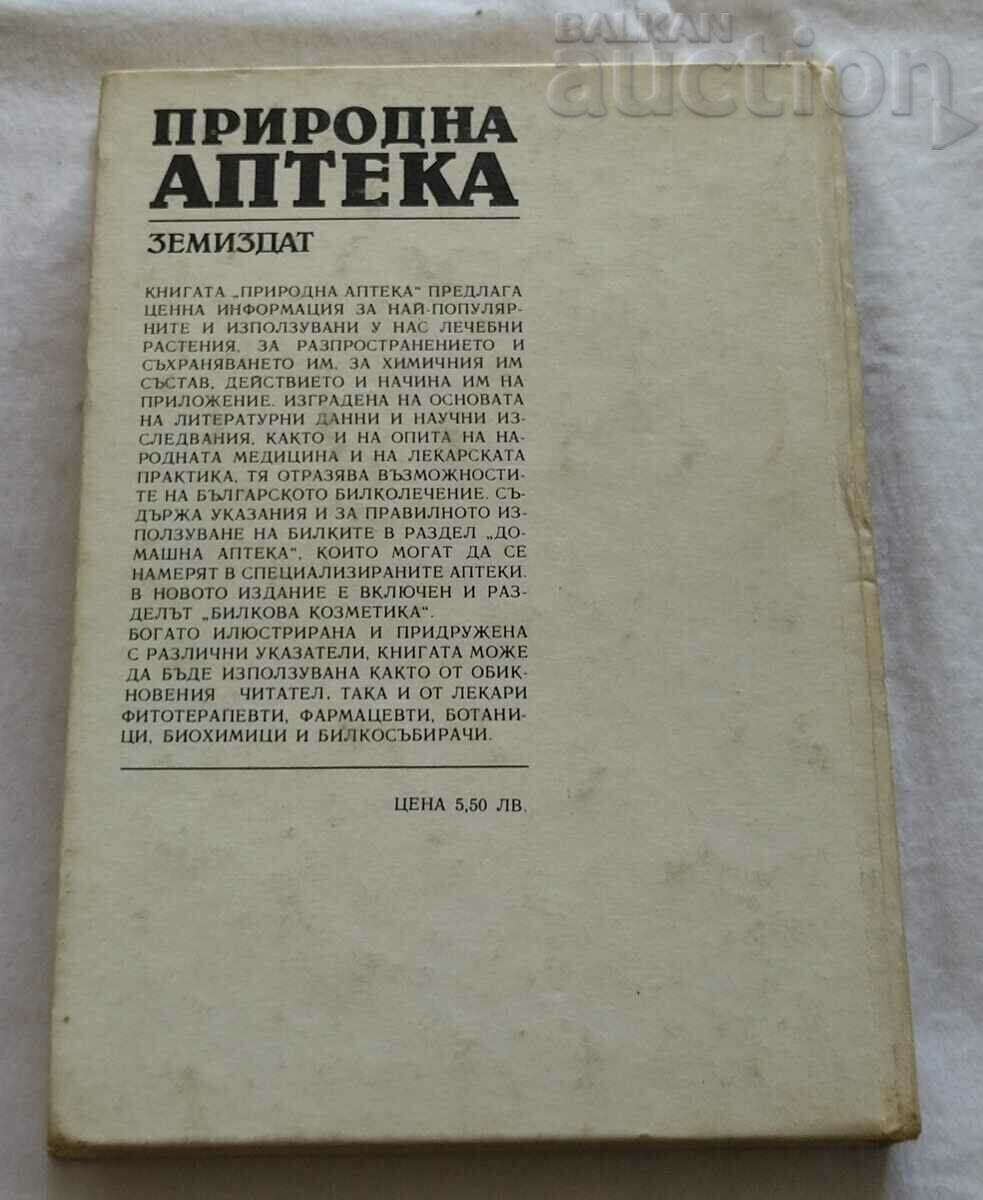 BALKAN
auction
ПРИРОДНА
АПТЕКА
ЗЕМИЗДАТ
КНИГАТА „ПРИРОДНА АПТЕКА“ ПРЕДЛАГА
ЦЕННА ИНФОРМАЦИЯ ЗА НАЙ-ПОПУЛЯР-
НИТЕ И ИЗПОЛЗУВАНИ У НАС ЛЕЧЕБНИ
РАСТЕНИЯ, ЗА РАЗПРОСТРАНЕНИЕТО И
СЪХРАНЯВАНЕТО ИМ, ЗА ХИМИЧНИЯ ИМ
СЪСТАВ, ДЕЙСТВИЕТО И НАЧИНА ИМ НА
ПРИЛОЖЕНИЕ. ИЗГРАДЕНА НА ОСНОВАТА
НА ЛИТЕРАТУРНИ ДАННИ И НАУЧНИ ИЗ-
СЛЕДВАНИЯ, КАКТО И НА ОПИТА НА НА-
РОДНАТА МЕДИЦИНА И НА ЛЕКАРСКАТА
ПРАКТИКА, ТЯ ОТРАЗЯВА ВЪЗМОЖНОСТИ-
ТЕ НА БЪЛГАРСКОТО БИЛКОЛЕЧЕНИЕ. СЪ-
ДЪРЖА УКАЗАНИЯ И ЗА ПРАВИЛНОТО ИЗ-
ПОЛЗУВАНЕ НА БИЛКИТЕ В РАЗДЕЛ „ДО-
МАШНА АПТЕКА“, КОИТО МОГАТ ДА СЕ
НАМЕРЯТ В СПЕЦИАЛИЗИРАНИТЕ АПТЕКИ.
В НОВОТО ИЗДАНИЕ Е ВКЛЮЧЕН И РАЗ-
ДЕЛЪТ „БИЛКОВА КОЗМЕТИКА“.
БОГАТО ИЛЮСТРИРАНА И ПРИДРУЖЕНА
С РАЗЛИЧНИ УКАЗАТЕЛИ, КНИГАТА МОЖЕ
ДА БЪДЕ ИЗПОЛЗУВАНА КАКТО ОТ ОБИК-
НОВЕНИЯ ЧИТАТЕЛ, ТАКА И ОТ ЛЕКАРИ
ФИТОТЕРАПЕВТИ, ФАРМАЦЕВТИ, БОТАНИ-
ЦИ, БИОХИМИЦИ И БИЛКОСЪБИРАЧИ.
ЦЕНА 5,50 ЛВ.